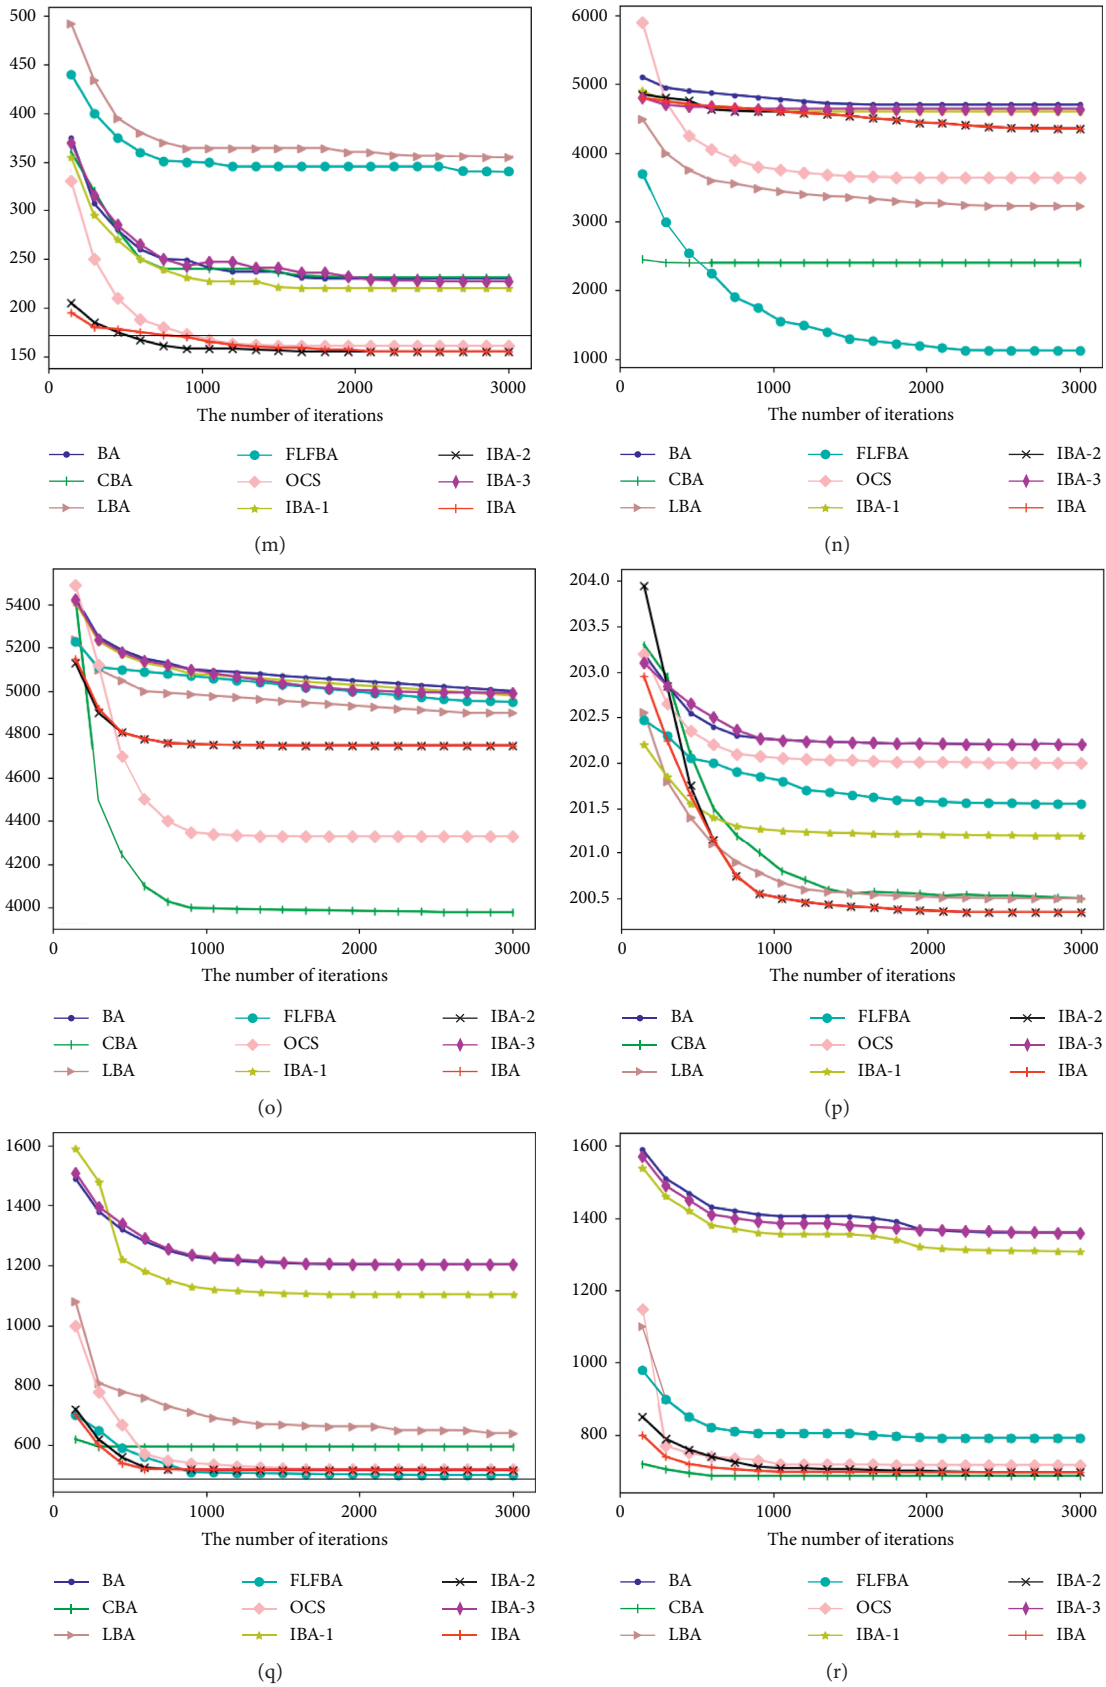 500
450
400
350
300
250
200
150
0 1000 2000 3000
The number of iterations
BA FLFBA IBA-2
CBA OCS IBA-3
LBA IBA-1 IBA
(m)
6000
5000
4000
3000
2000
1000
0 1000 2000 3000
The number of iterations
BA FLFBA IBA-2
CBA OCS IBA-3
LBA IBA-1 IBA
(n)
5400
5200
5000
4800
4600
4400
4200
4000
0 1000 2000 3000
The number of iterations
BA FLFBA IBA-2
CBA OCS IBA-3
LBA IBA-1 IBA
(o)
204.0
203.5
203.0
202.5
202.0
201.5
201.0
200.5
0 1000 2000 3000
The number of iterations
BA FLFBA IBA-2
CBA OCS IBA-3
LBA IBA-1 IBA
(p)
1600
1400
1200
1000
800
600
0 1000 2000 3000
The number of iterations
BA FLFBA IBA-2
CBA OCS IBA-3
LBA IBA-1 IBA
(q)
1600
1400
1200
1000
800
0 1000 2000 3000
The number of iterations
BA FLFBA IBA-2
CBA OCS IBA-3
LBA IBA-1 IBA
(r)